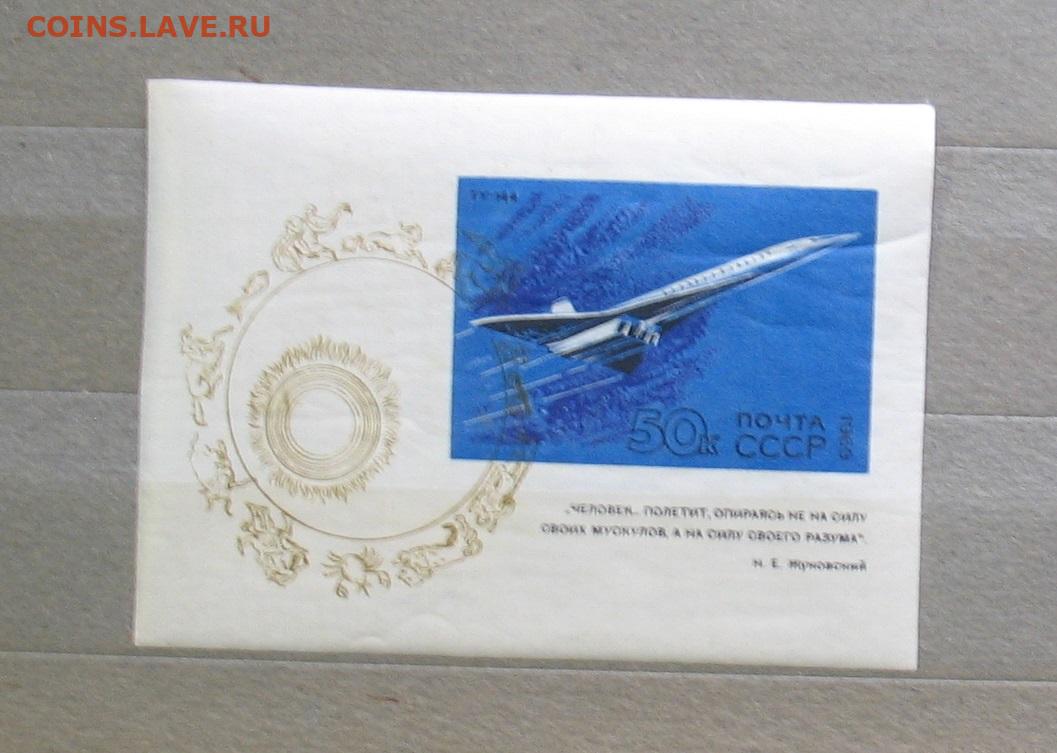 COINS.LAVE.RU
ТУ-144
50к
ПОЧТА
СССР
1969
„ЧЕЛОВЕК... ПОЛЕТИТ, ОПИРАЯСЬ НЕ НА СИЛУ
СВОИХ МУСКУЛОВ, А НА СИЛУ СВОЕГО РАЗУМА“.
Н. Е. Жуковский